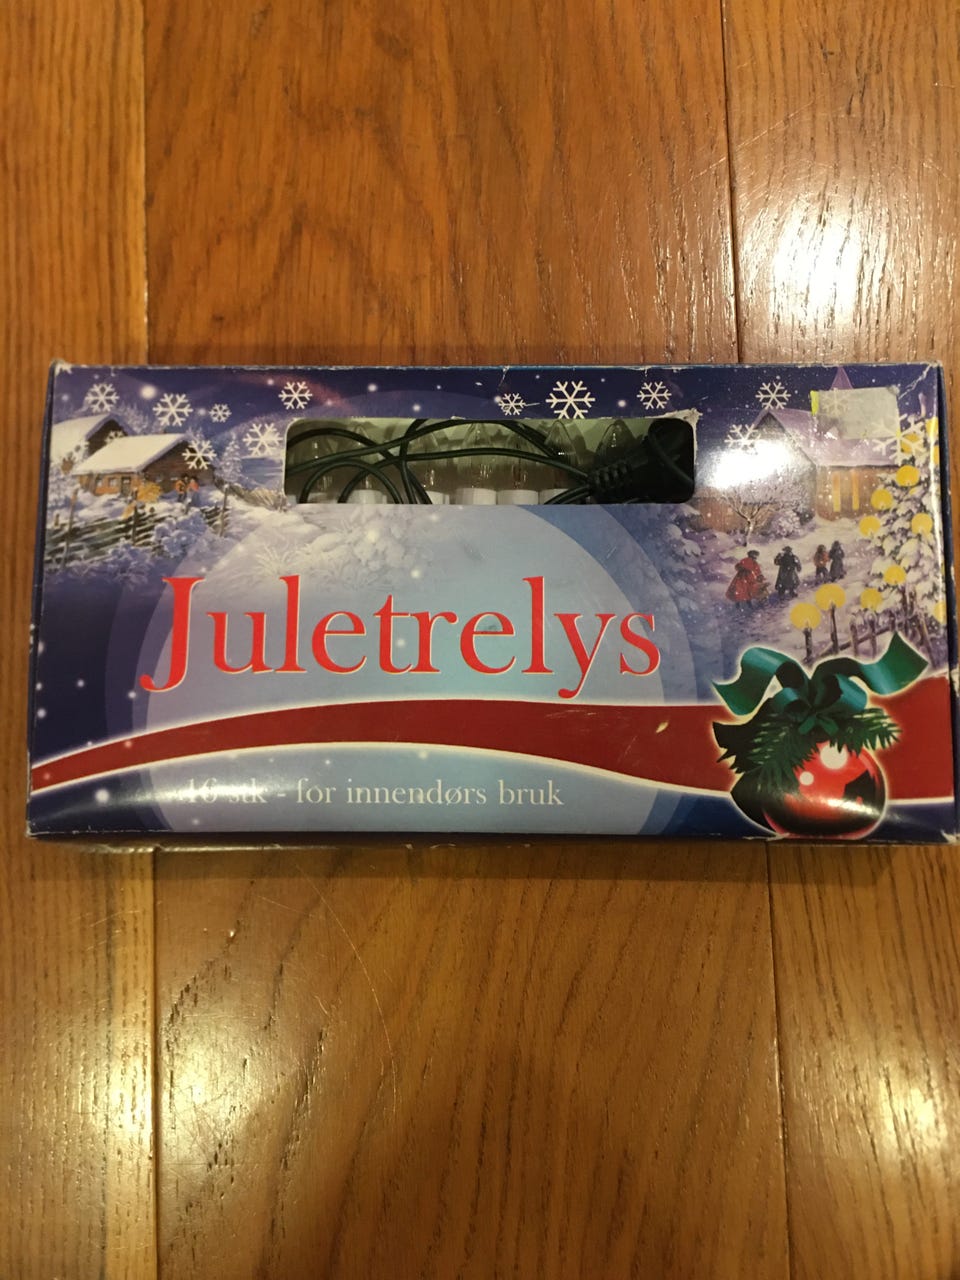 Juletrelys
16 stk - for innendørs bruk